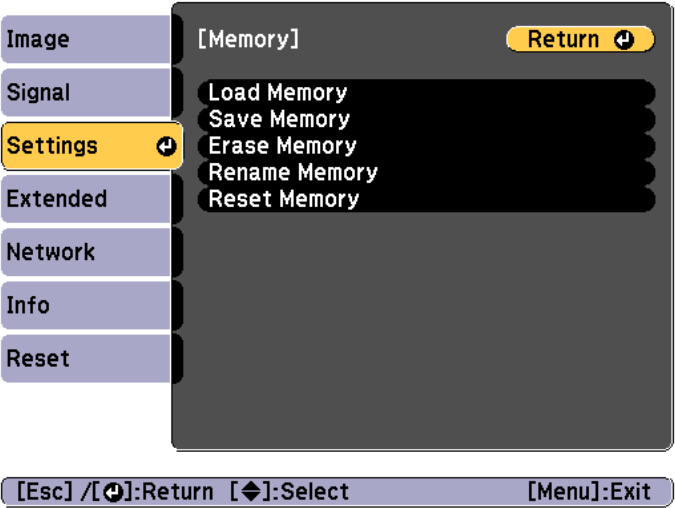 Image
Signal
Settings
Extended
Network
Info
Reset
[Memory]
Return
Load Memory
Save Memory
Erase Memory
Rename Memory
Reset Memory
[Esc] /[⏎]:Return [◆]:Select
[Menu]:Exit